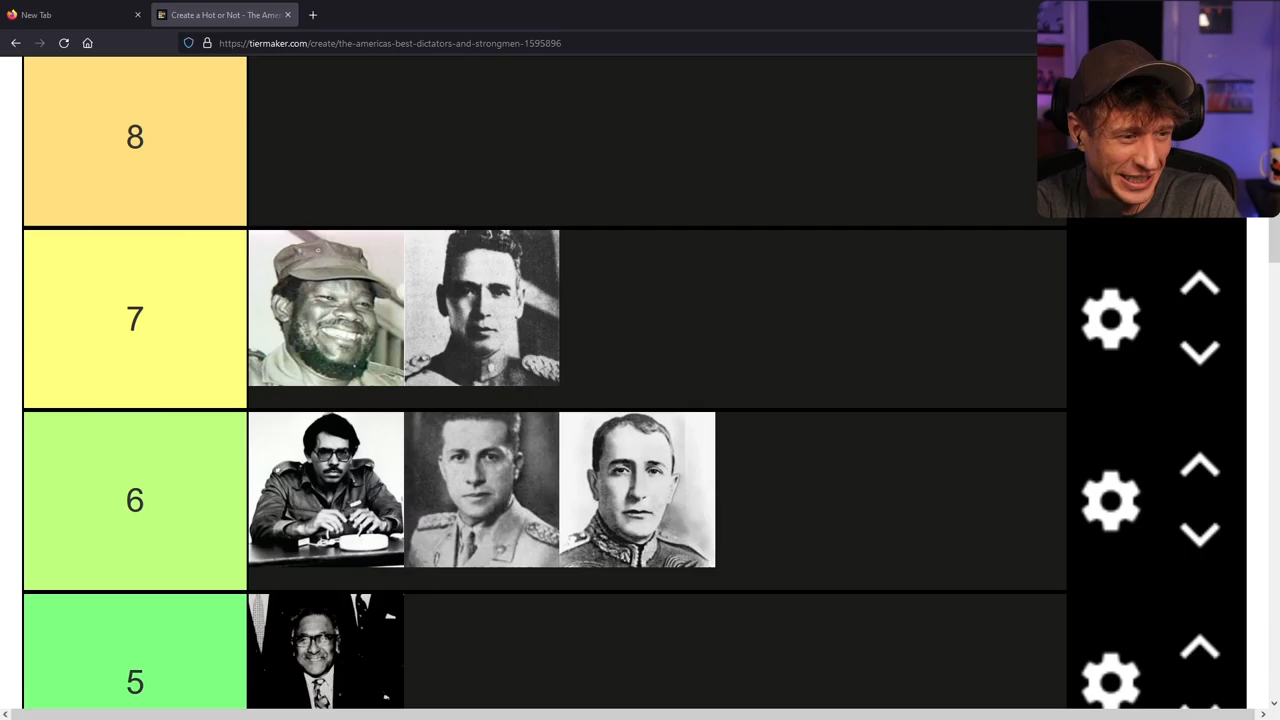 New Tab
Create a Hot or Not - The Ame
https://tiermaker.com/create/the-americas-best-dictators-and-strongmen-1595896
8
7
6
5